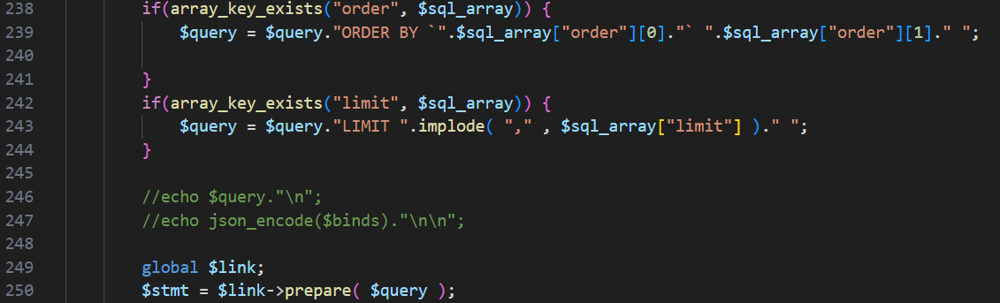 238 if(array_key_exists("order", $sql_array)) {
239 $query = $query."ORDER BY `".$sql_array["order"][0]."` ".$sql_array["order"][1]." ";
240
241 }
242 if(array_key_exists("limit", $sql_array)) {
243 $query = $query."LIMIT ".implode( "," , $sql_array["limit"] )." ";
244 }
245
246 //echo $query."\n";
247 //echo json_encode($binds)."\n\n";
248
249 global $link;
250 $stmt = $link->prepare( $query );